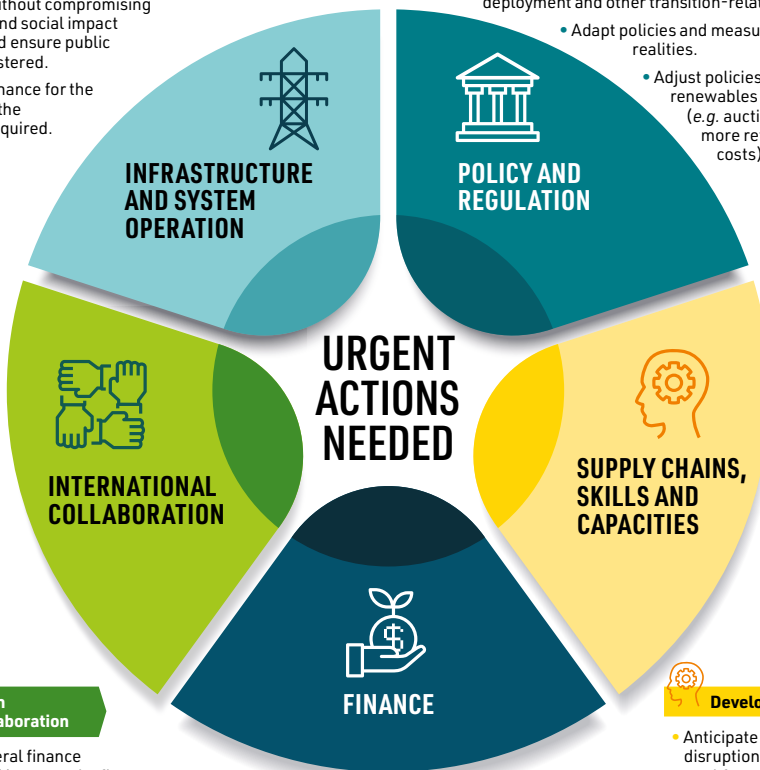 without compromising
nd social impact
d ensure public
stered.
nance for the
the
quired.
deployment and other transition-relat
• Adapt policies and measu
realities.
• Adjust policies
renewables
(e.g. aucti
more re
costs)
INFRASTRUCTURE
AND SYSTEM
OPERATION
POLICY AND
REGULATION
URGENT
ACTIONS
NEEDED
INTERNATIONAL
COLLABORATION
SUPPLY CHAINS,
SKILLS AND
CAPACITIES
$
FINANCE
n
aboration
eral finance
Develo
• Anticipate
disruption